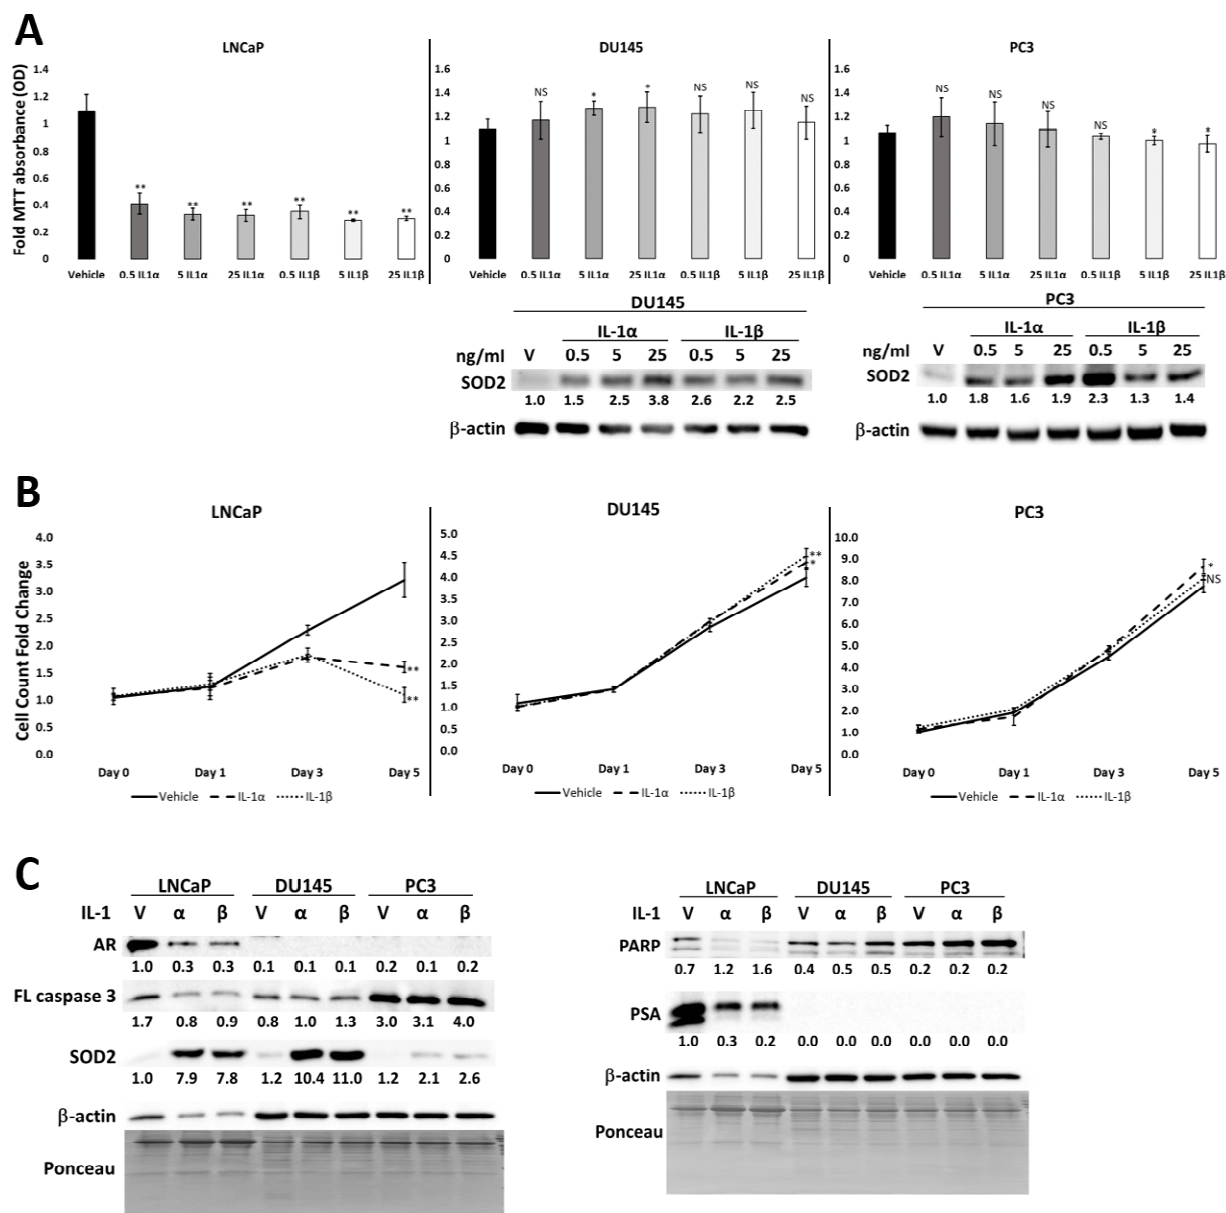 A
LNCaP
DU145
PC3
Fold MTT absorbance (OD)
1.4
1.2
1
0.8
0.6
0.4
0.2
0
** ** ** ** ** **
Vehicle 0.5 IL1α 5 IL1α 25 IL1α 0.5 IL1β 5 IL1β 25 IL1β
1.6
1.4
1.2
1
0.8
0.6
0.4
0.2
0
NS * * NS NS NS
Vehicle 0.5 IL1α 5 IL1α 25 IL1α 0.5 IL1β 5 IL1β 25 IL1β
1.6
1.4
1.2
1
0.8
0.6
0.4
0.2
0
NS NS NS NS * *
Vehicle 0.5 IL1α 5 IL1α 25 IL1α 0.5 IL1β 5 IL1β 25 IL1β
DU145
IL-1α IL-1β
ng/ml V 0.5 5 25 0.5 5 25
SOD2
1.0 1.5 2.5 3.8 2.6 2.2 2.5
β-actin
PC3
IL-1α IL-1β
ng/ml V 0.5 5 25 0.5 5 25
SOD2
1.0 1.8 1.6 1.9 2.3 1.3 1.4
β-actin
B
LNCaP
DU145
PC3
Cell Count Fold Change
4.0
3.5
3.0
2.5
2.0
1.5
1.0
0.5
0.0
**
**
Day 0 Day 1 Day 3 Day 5
Vehicle IL-1α IL-1β
5.0
4.5
4.0
3.5
3.0
2.5
2.0
1.5
1.0
0.5
0.0
**
*
Day 0 Day 1 Day 3 Day 5
Vehicle IL-1α IL-1β
10.0
9.0
8.0
7.0
6.0
5.0
4.0
3.0
2.0
1.0
0.0
*
NS
Day 0 Day 1 Day 3 Day 5
Vehicle IL-1α IL-1β
C
LNCaP DU145 PC3
IL-1 V α β V α β V α β
AR
1.0 0.3 0.3 0.1 0.1 0.1 0.2 0.1 0.2
FL caspase 3
1.7 0.8 0.9 0.8 1.0 1.3 3.0 3.1 4.0
SOD2
1.0 7.9 7.8 1.2 10.4 11.0 1.2 2.1 2.6
β-actin
Ponceau
LNCaP DU145 PC3
IL-1 V α β V α β V α β
PARP
0.7 1.2 1.6 0.4 0.5 0.5 0.2 0.2 0.2
PSA
1.0 0.3 0.2 0.0 0.0 0.0 0.0 0.0 0.0
β-actin
Ponceau